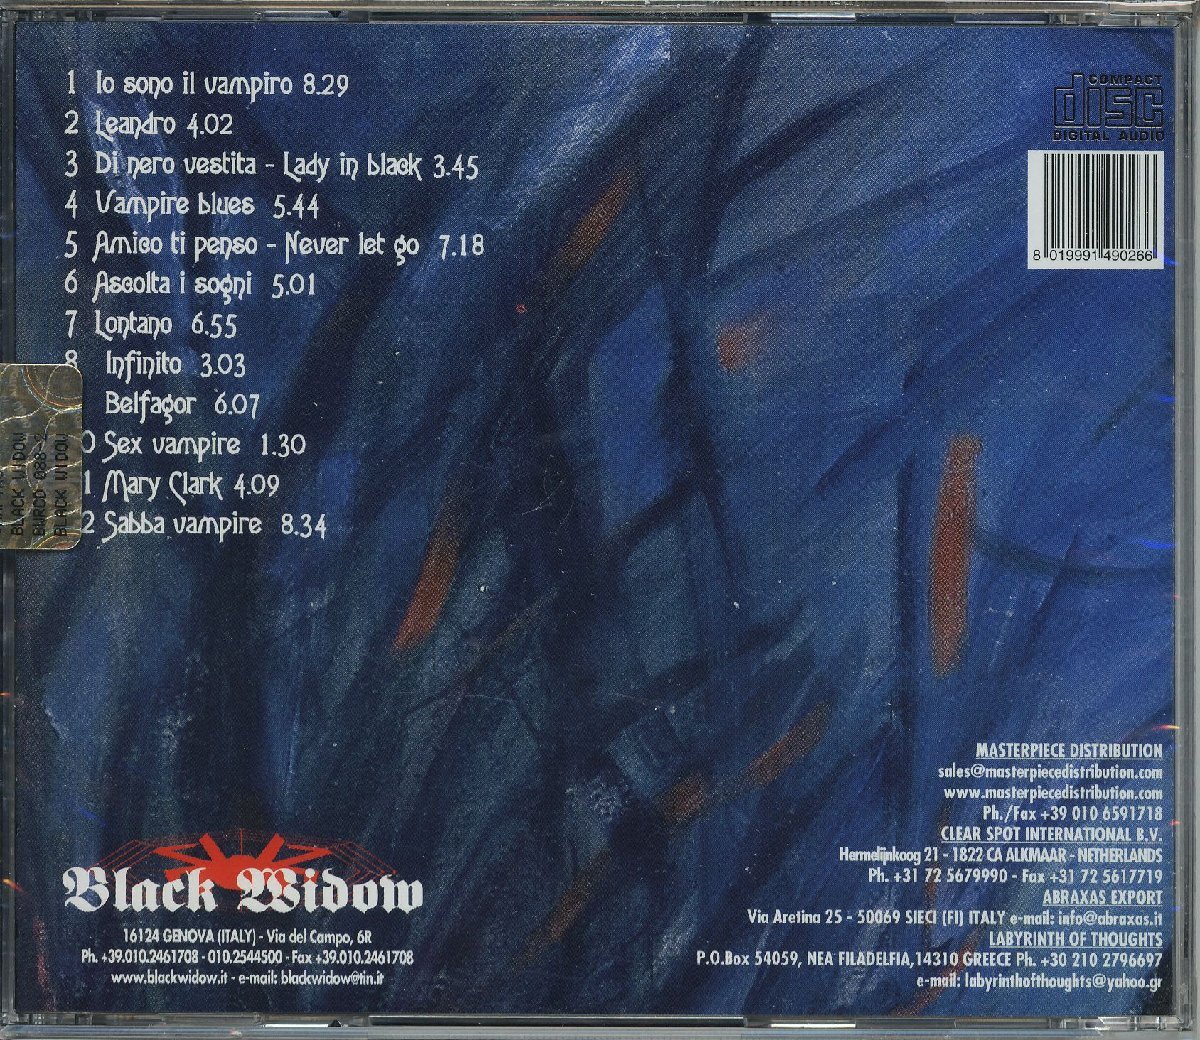 1 Io sono il vampiro 8.29
2 Leandro 4.02
3 Di nero vestita - Lady in black 3.45
4 Vampire blues 5.44
5 Amico ti penso - Never let go 7.18
6 Ascolta i sogni 5.01
7 Lontano 6.55
8 Infinito 3.03
Belfagor 6.07
0 Sex vampire 1.30
1 Mary Clark 4.09
2 Sabba vampire 8.34
BLACK WIDOW
BWRCD 088-2
BLACK WIDOW
COMPACT
disc
DIGITAL AUDIO
8 019991 490266
Black Widow
16124 GENOVA (ITALY) - Via del Campo, 6R
Ph. +39.010.2461708 - 010.2544500 - Fax +39.010.2461708
www.blackwidow.it - e-mail: blackwidow@tin.it
MASTERPIECE DISTRIBUTION
sales@masterpiecedistribution.com
www.masterpiecedistribution.com
Ph./Fax +39 010 6591718
CLEAR SPOT INTERNATIONAL B.V.
Hermelijnkoog 21 - 1822 CA ALKMAAR - NETHERLANDS
Ph. +31 72 5679990 - Fax +31 72 5617719
ABRAXAS EXPORT
Via Aretina 25 - 50069 SIECI (FI) ITALY e-mail: info@abraxas.it
LABYRINTH OF THOUGHTS
P.O.Box 54059, NEA FILADELFIA,14310 GREECE Ph. +30 210 2796697
e-mail: labyrinthofthoughts@yahoo.gr